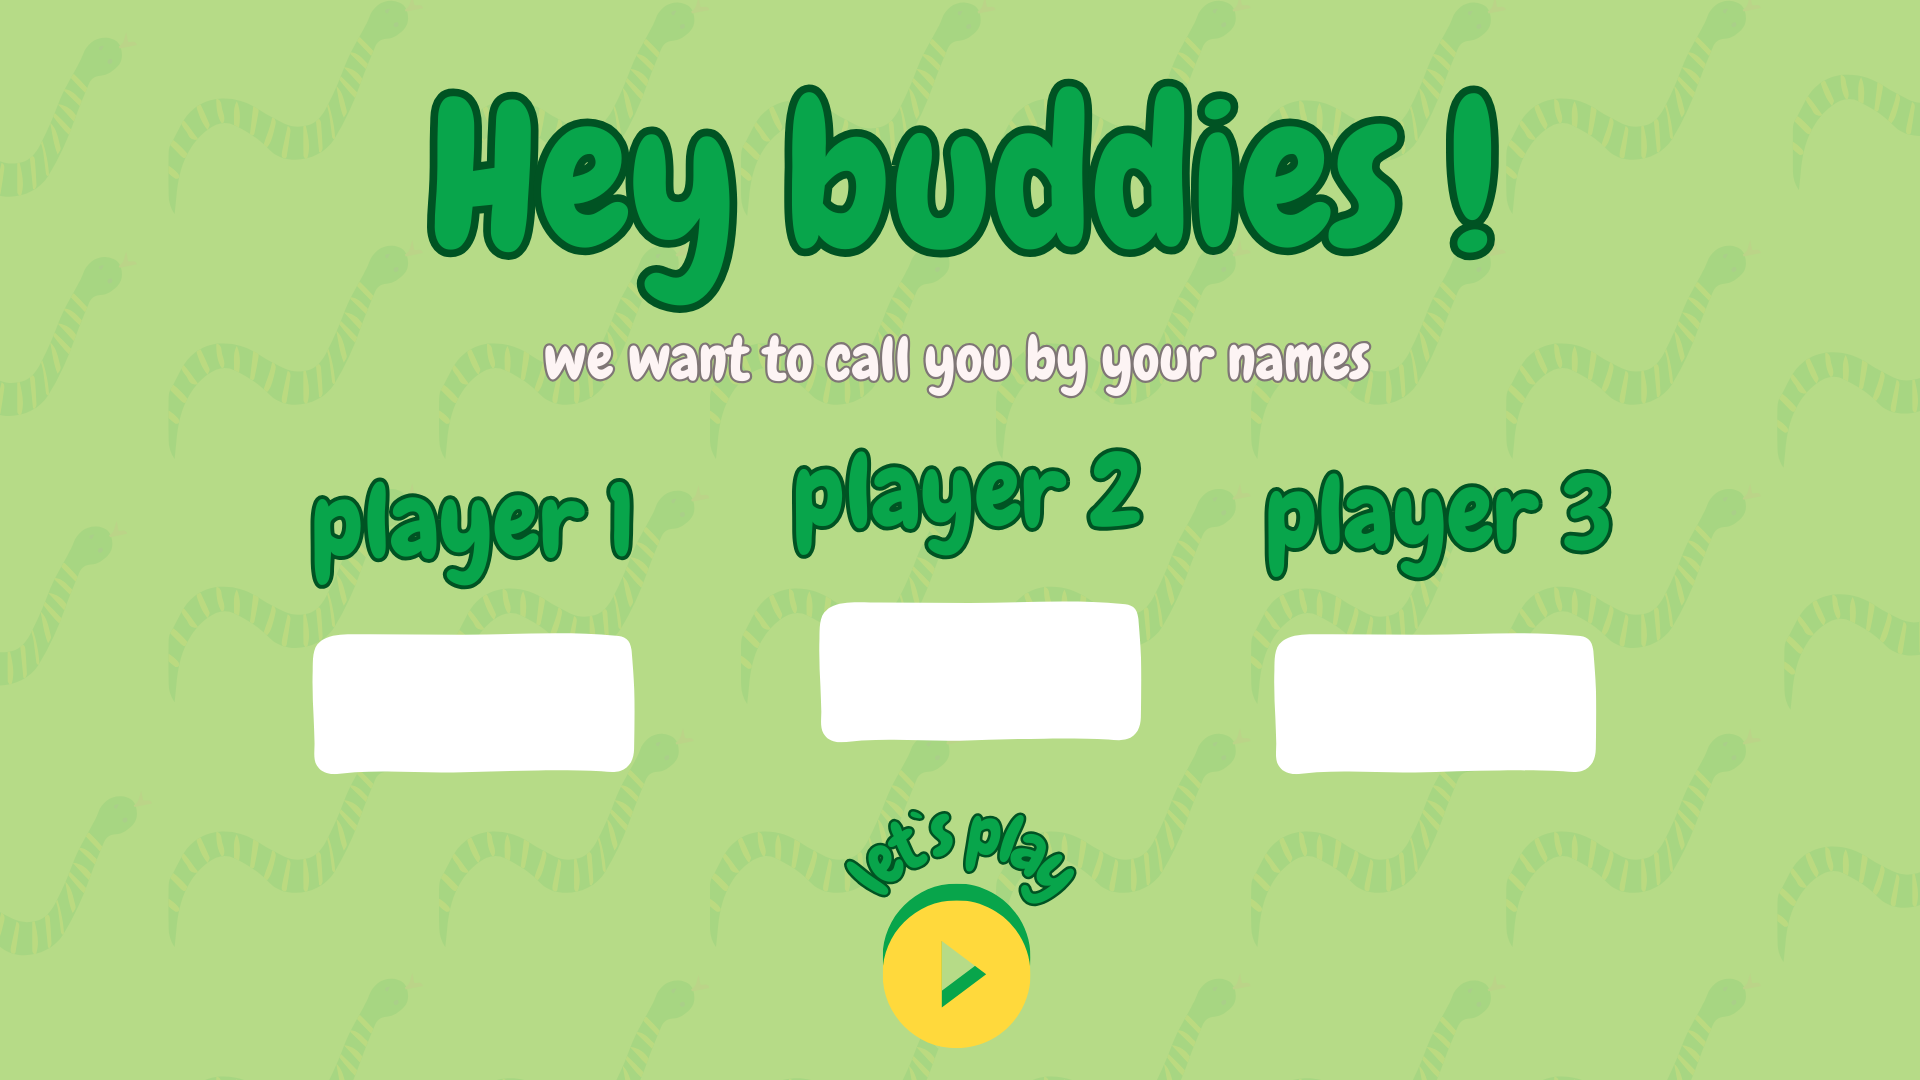 Hey buddies !
we want to call you by your names
player 1
player 2
player 3
let`s play